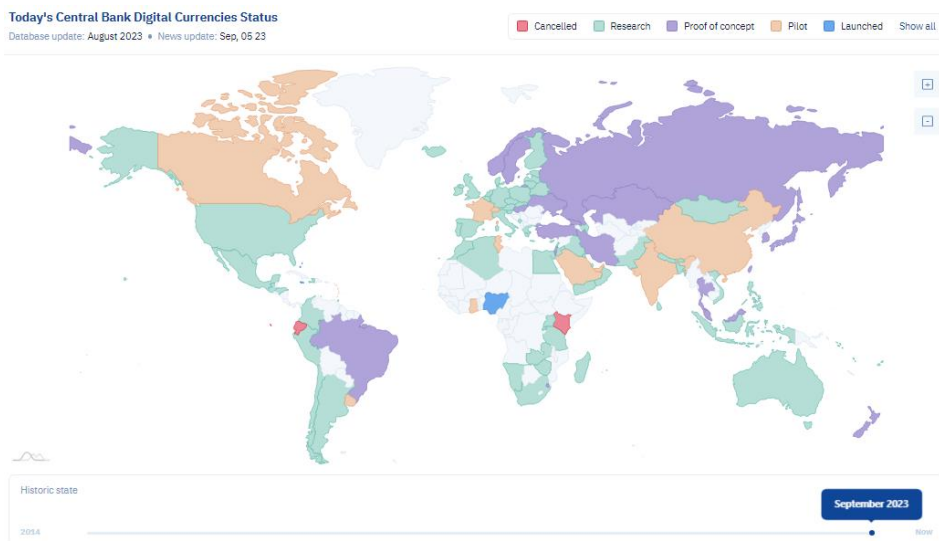 Today's Central Bank Digital Currencies Status
Database update: August 2023 • News update: Sep, 05 23
Cancelled Research Proof of concept Pilot Launched Show all
Historic state
September 2023
2014
Now